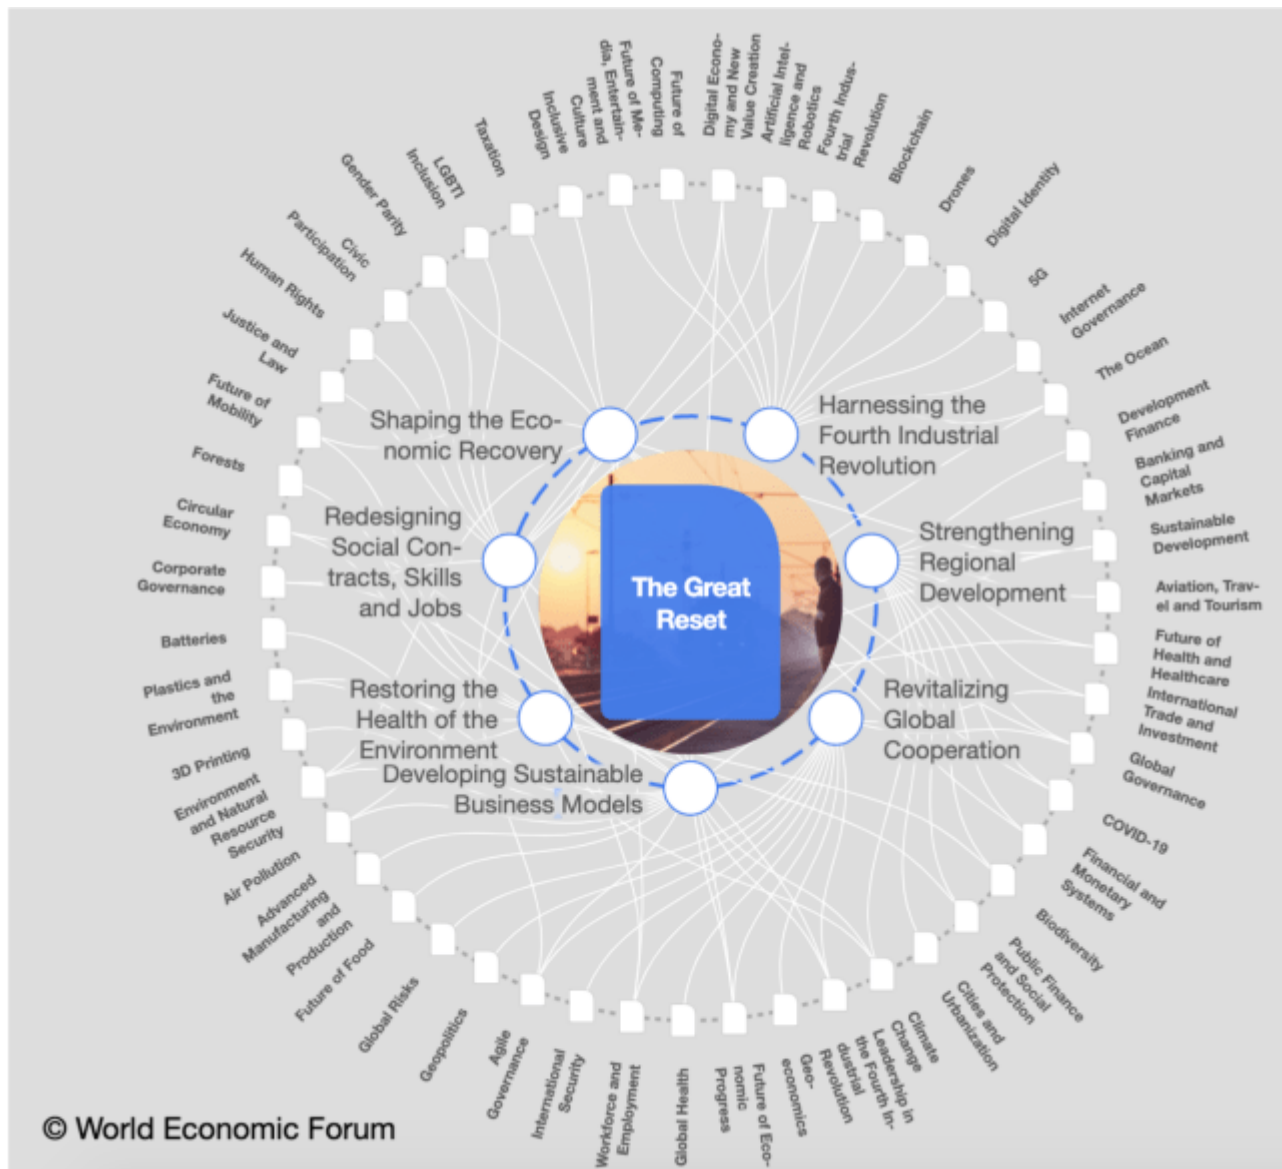 The Great
Reset
Shaping the Eco-
nomic Recovery
Harnessing the
Fourth Industrial
Revolution
Strengthening
Regional
Development
Revitalizing
Global
Cooperation
Developing Sustainable
Business Models
Restoring the
Health of the
Environment
Redesigning
Social Con-
tracts, Skills
and Jobs
Digital Econo-
my and New
Value Creation
Artificial Intel-
ligence and
Robotics
Fourth Indus-
trial
Revolution
Blockchain
Drones
Digital Identity
5G
Internet
Governance
The Ocean
Development
Finance
Banking and
Capital
Markets
Sustainable
Development
Aviation, Trav-
el and Tourism
Future of
Health and
Healthcare
International
Trade and
Investment
Global
Governance
COVID-19
Financial and
Monetary
Systems
Biodiversity
Public Finance
and Social
Protection
Cities and
Urbanization
Climate
Change
Leadership in
the Fourth In-
dustrial
Revolution
Geo-
economics
Future of Eco-
nomic
Progress
Global Health
Workforce and
Employment
International
Security
Agile
Governance
Geopolitics
Global Risks
Future of Food
Advanced
Manufacturing
and
Production
Air Pollution
Environment
and Natural
Resource
Security
3D Printing
Plastics and
the
Environment
Batteries
Corporate
Governance
Circular
Economy
Forests
Future of
Mobility
Justice and
Law
Human Rights
Civic
Participation
Gender Parity
LGBTI
Inclusion
Taxation
Inclusive
Design
Future of Me-
dia, Entertain-
ment and
Culture
Future of
Computing
© World Economic Forum